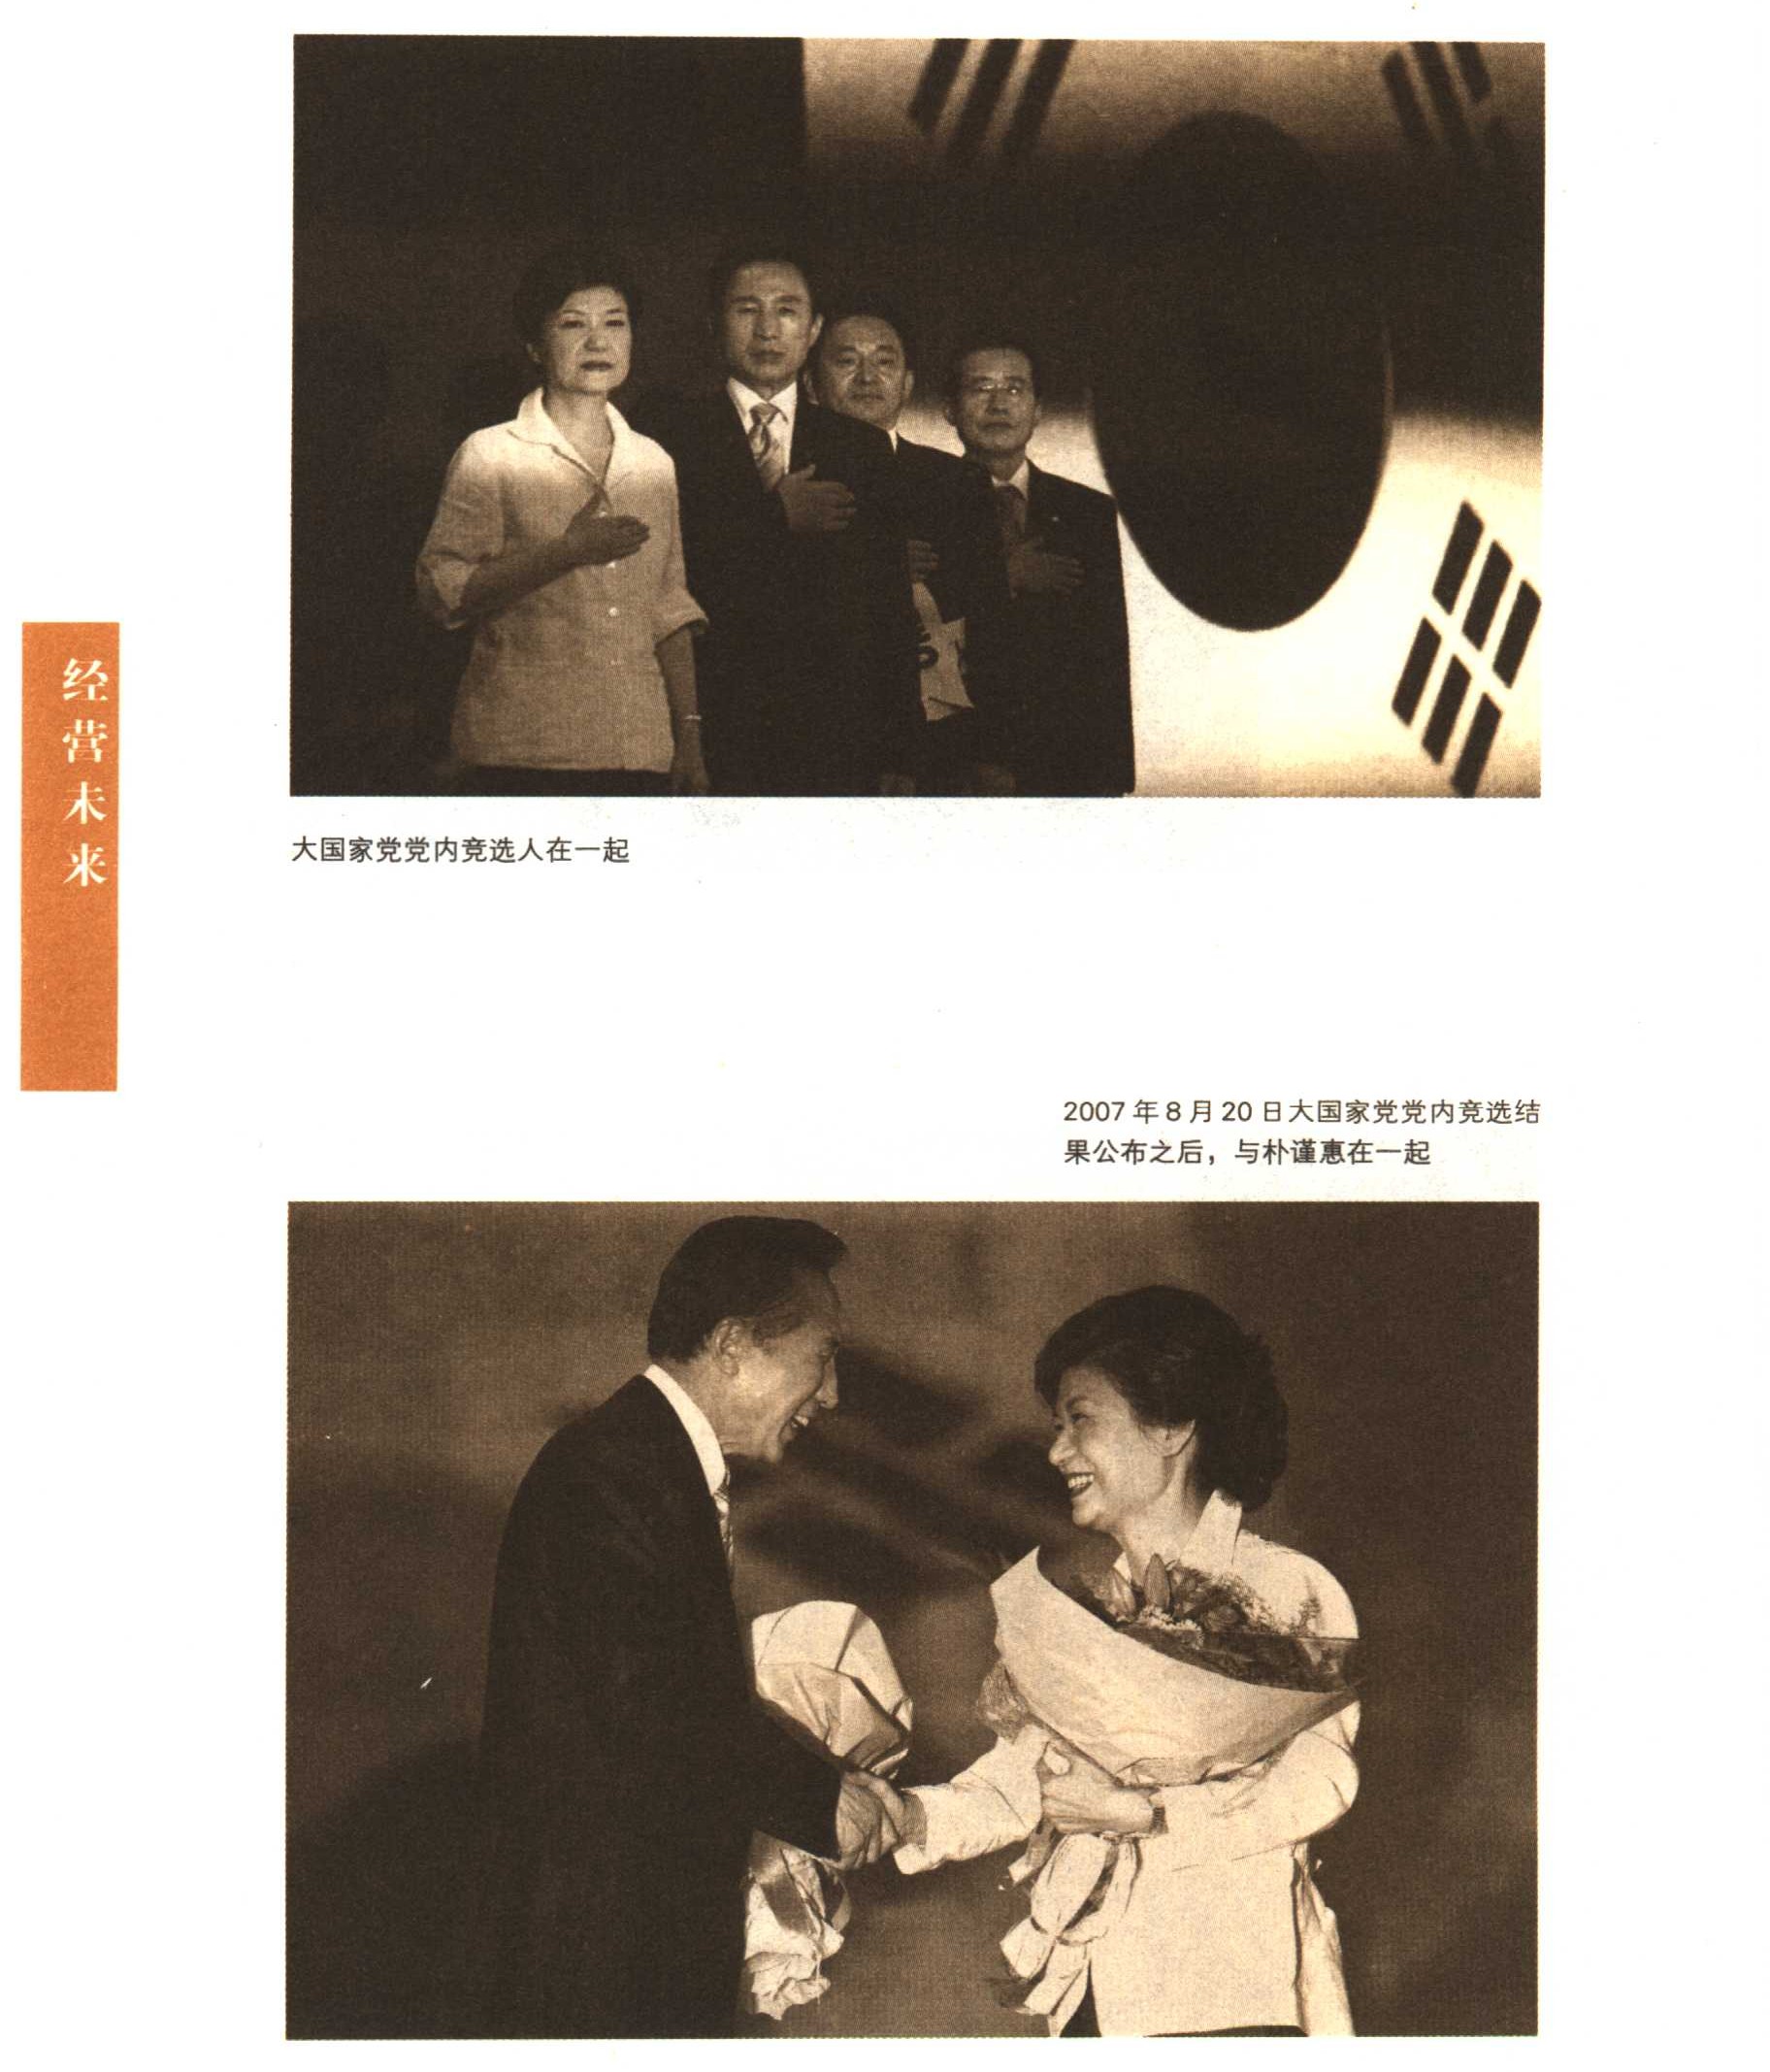 经营未来
大国家党党内竞选人在一起
2007年8月20日大国家党党内竞选结
果公布之后，与朴谨惠在一起